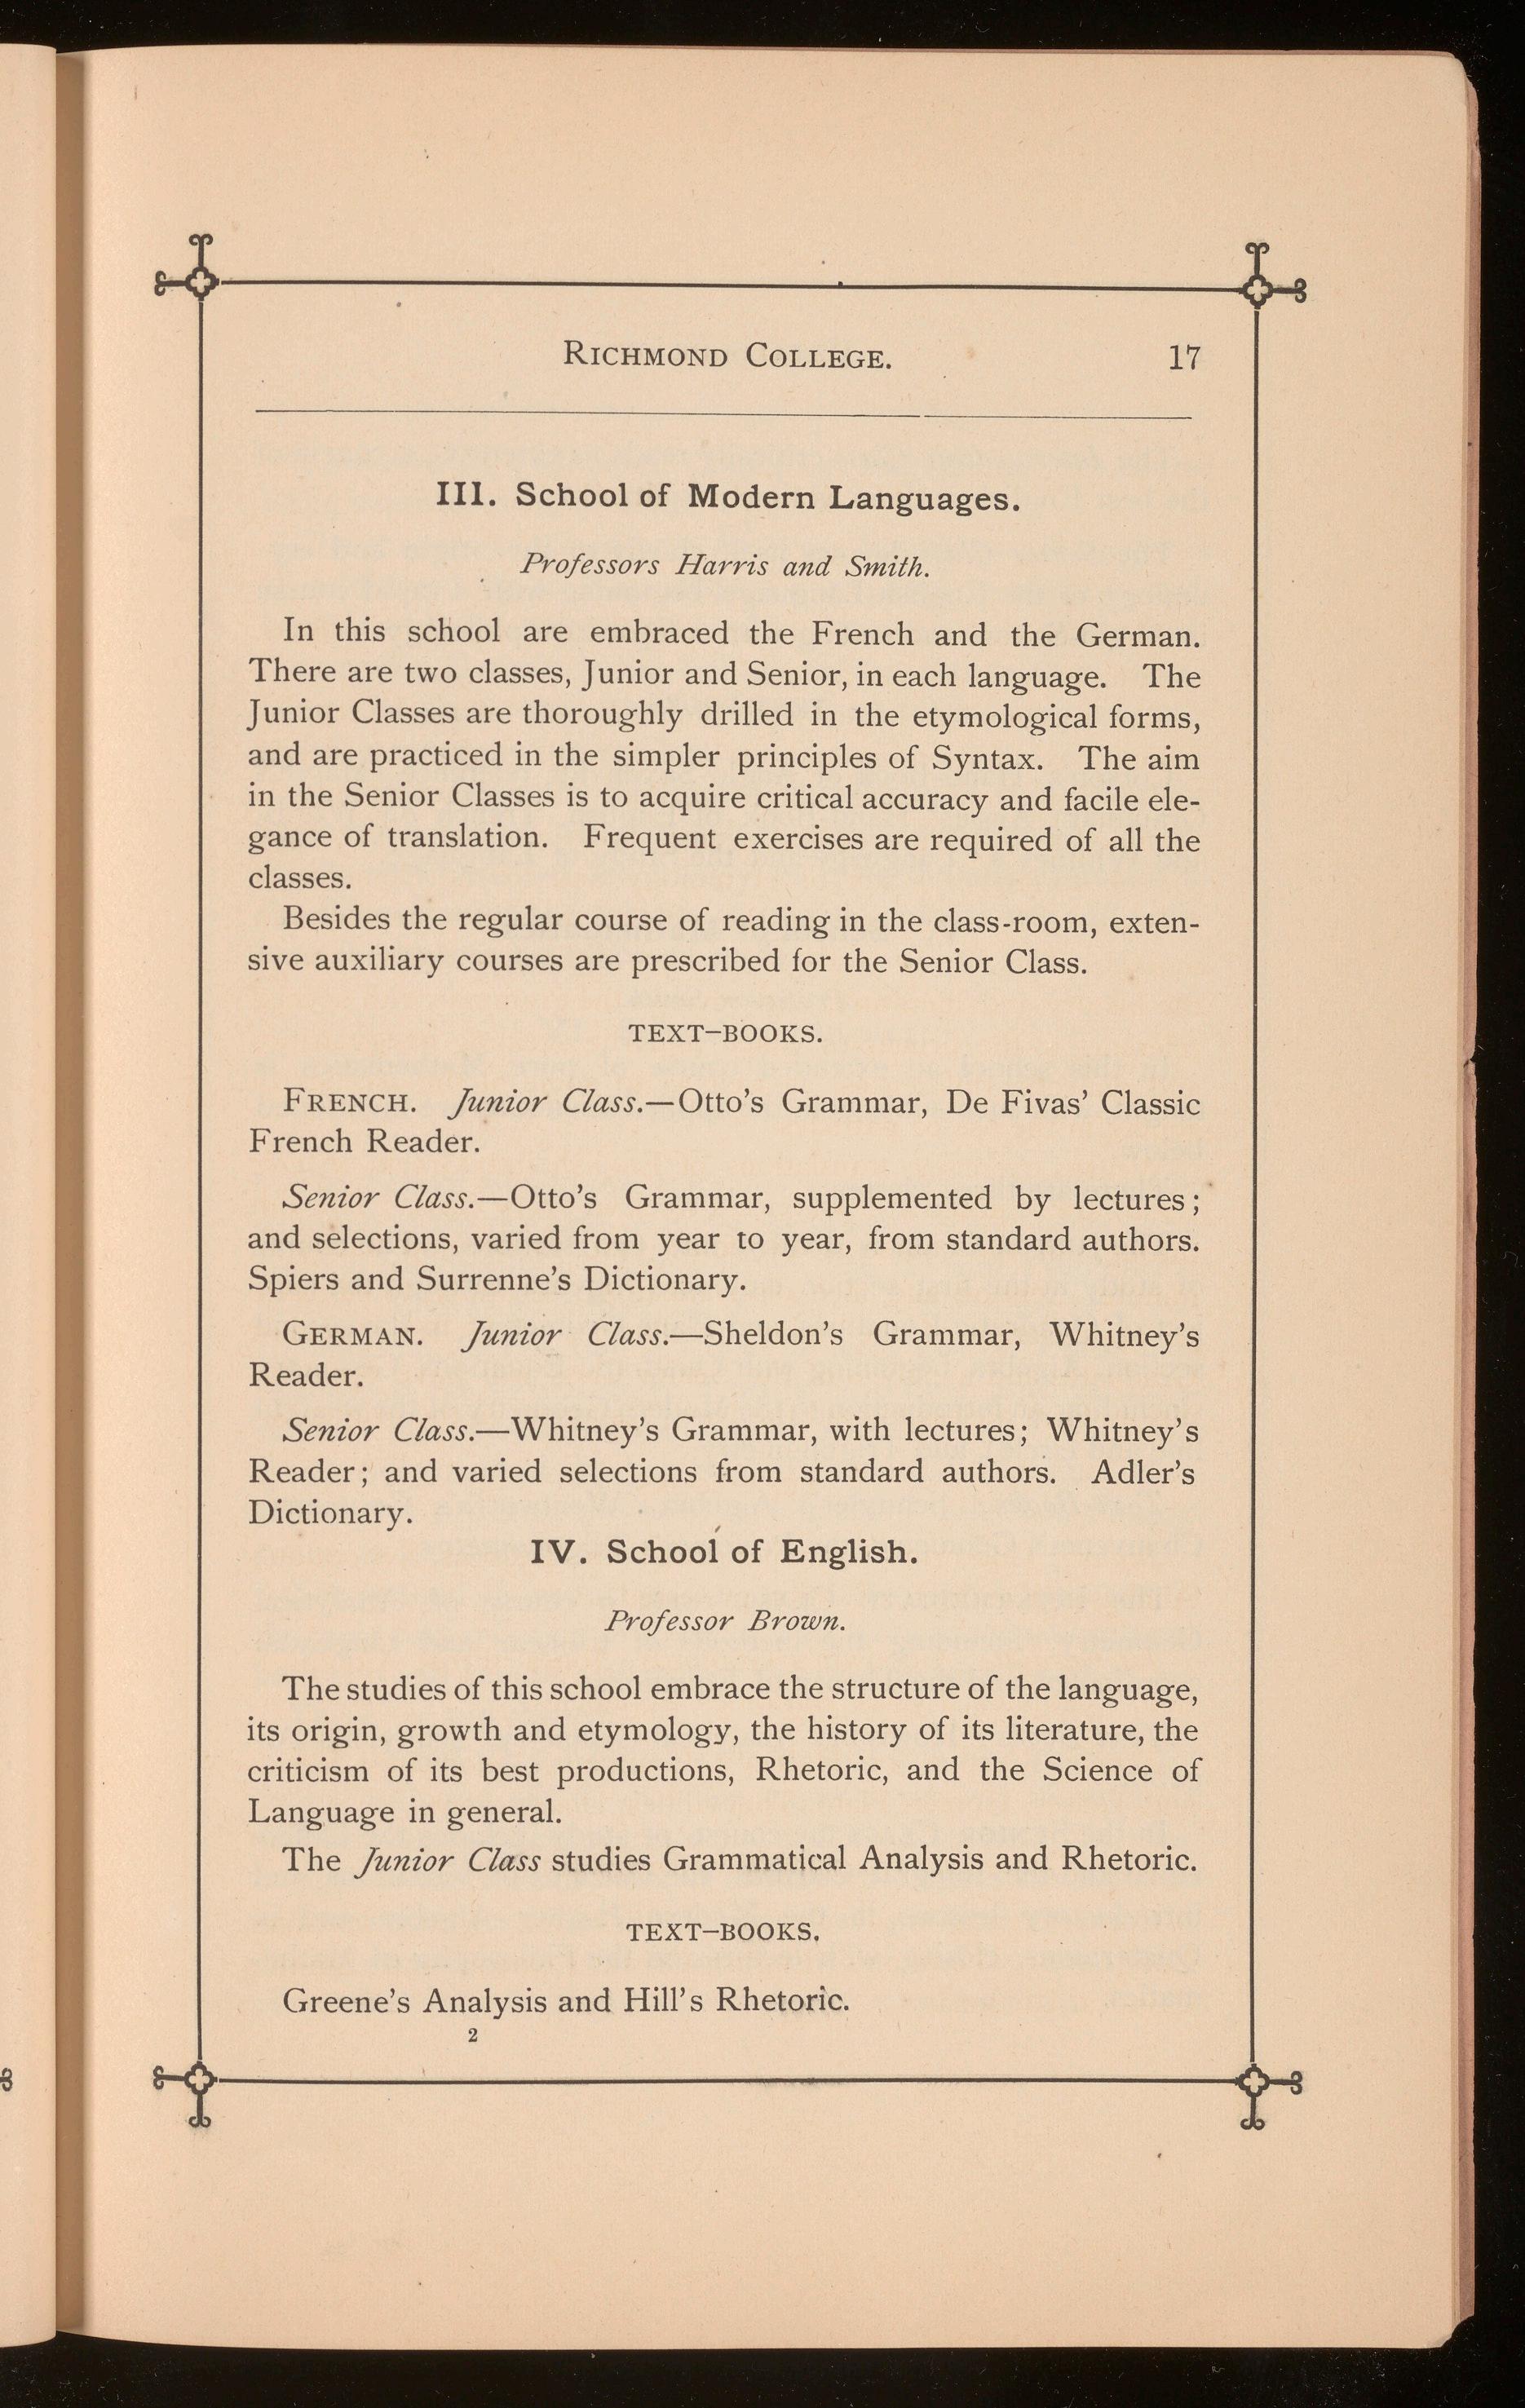 RICHMOND COLLEGE. 17
III. School of Modern Languages.
Professors Harris and Smith.
In this school are embraced the French and the German.
There are two classes, Junior and Senior, in each language. The
Junior Classes are thoroughly drilled in the etymological forms,
and are practiced in the simpler principles of Syntax. The aim
in the Senior Classes is to acquire critical accuracy and facile ele-
gance of translation. Frequent exercises are required of all the
classes.
Besides the regular course of reading in the class-room, exten-
sive auxiliary courses are prescribed for the Senior Class.
TEXT-BOOKS.
FRENCH. Junior Class.—Otto's Grammar, De Fivas' Classic
French Reader.
Senior Class.—Otto's Grammar, supplemented by lectures;
and selections, varied from year to year, from standard authors.
Spiers and Surrenne's Dictionary.
GERMAN. Junior Class.—Sheldon's Grammar, Whitney's
Reader.
Senior Class.—Whitney's Grammar, with lectures; Whitney's
Reader; and varied selections from standard authors. Adler's
Dictionary.
IV. School of English.
Professor Brown.
The studies of this school embrace the structure of the language,
its origin, growth and etymology, the history of its literature, the
criticism of its best productions, Rhetoric, and the Science of
Language in general.
The Junior Class studies Grammatical Analysis and Rhetoric.
TEXT-BOOKS.
Greene's Analysis and Hill's Rhetoric.
2